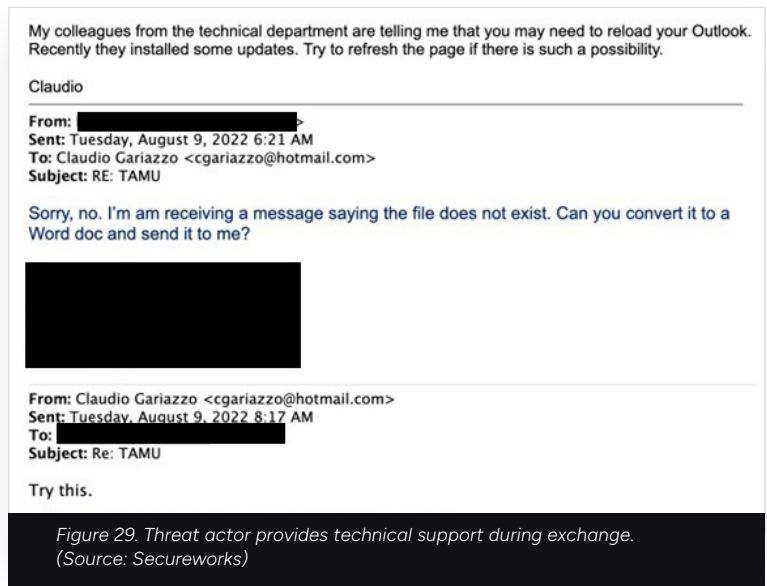 My colleagues from the technical department are telling me that you may need to reload your Outlook.
Recently they installed some updates. Try to refresh the page if there is such a possibility.
Claudio
From: >
Sent: Tuesday, August 9, 2022 6:21 AM
To: Claudio Gariazzo <cgariazzo@hotmail.com>
Subject: RE: TAMU
Sorry, no. I'm am receiving a message saying the file does not exist. Can you convert it to a
Word doc and send it to me?
From: Claudio Gariazzo <cgariazzo@hotmail.com>
Sent: Tuesday, August 9, 2022 8:17 AM
To:
Subject: Re: TAMU
Try this.
Figure 29. Threat actor provides technical support during exchange.
(Source: Secureworks)